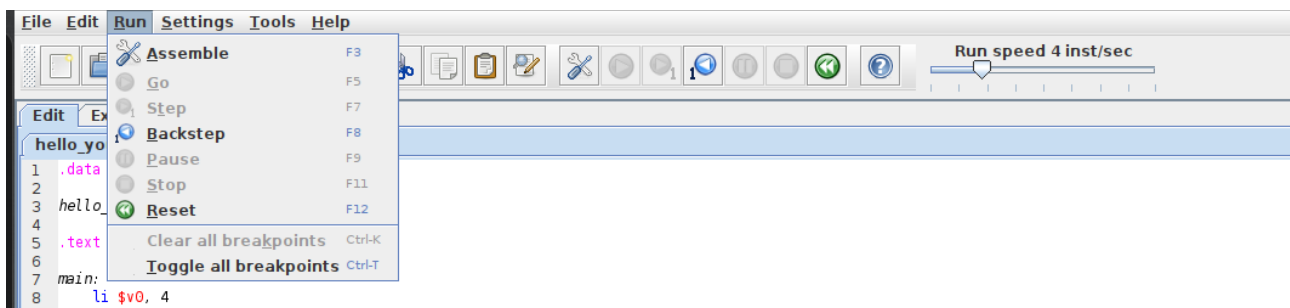 File Edit Run Settings Tools Help
Run speed 4 inst/sec
Assemble F3
Go F5
Step F7
Backstep F8
Pause F9
Stop F11
Reset F12
Clear all breakpoints Ctrl-K
Toggle all breakpoints Ctrl-T
Edit Ex
hello_yo
1 .data
2
3 hello_
4
5 .text
6
7 main:
8 li $v0, 4